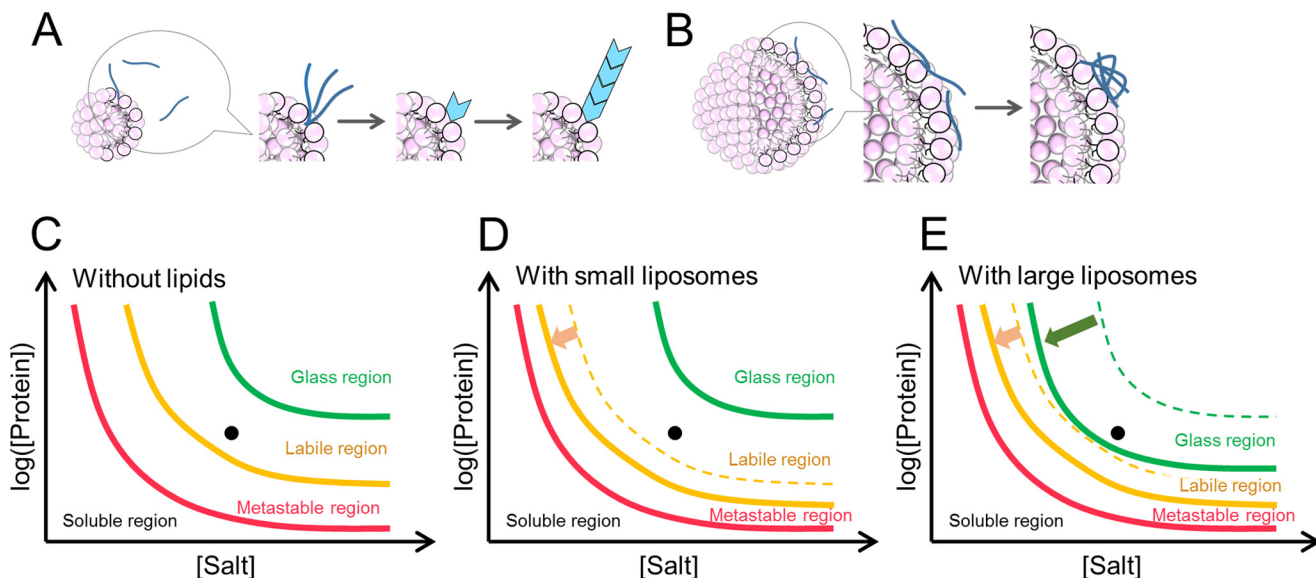 A
B
C
Without lipids
log([Protein])
Glass region
Labile region
Metastable region
Soluble region
[Salt]
D
With small liposomes
log([Protein])
Glass region
Labile region
Metastable region
Soluble region
[Salt]
E
With large liposomes
log([Protein])
Glass region
Labile region
Metastable region
Soluble region
[Salt]